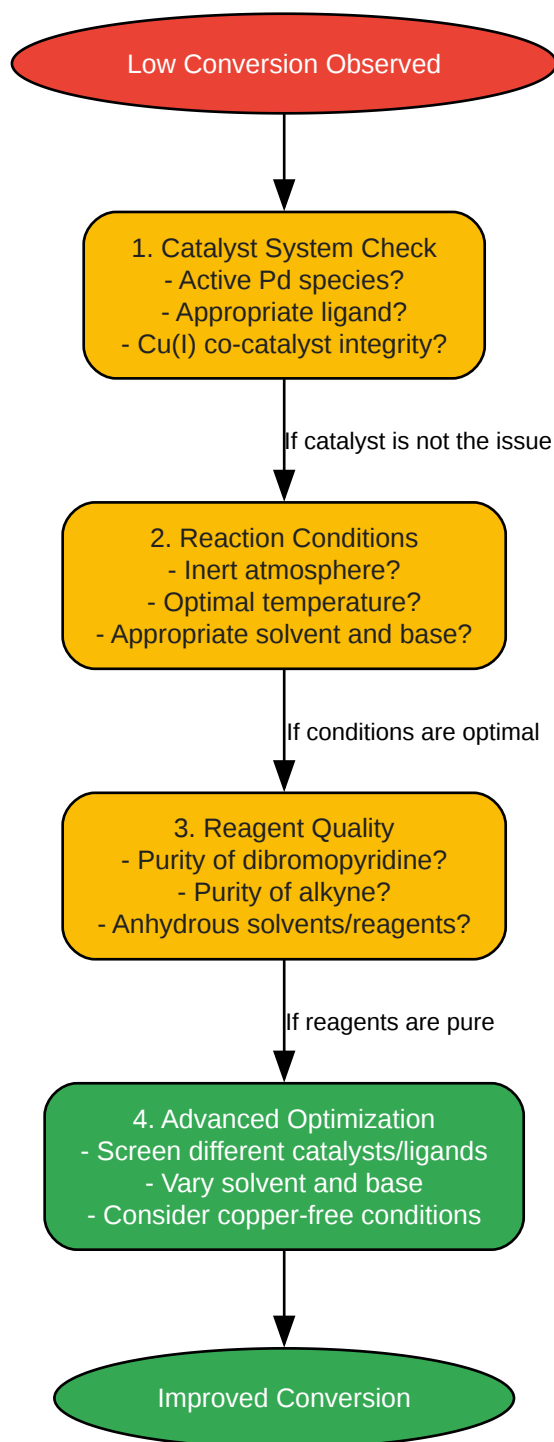 Low Conversion Observed
1. Catalyst System Check
- Active Pd species?
- Appropriate ligand?
- Cu(I) co-catalyst integrity?
If catalyst is not the issue
2. Reaction Conditions
- Inert atmosphere?
- Optimal temperature?
- Appropriate solvent and base?
If conditions are optimal
3. Reagent Quality
- Purity of dibromopyridine?
- Purity of alkyne?
- Anhydrous solvents/reagents?
If reagents are pure
4. Advanced Optimization
- Screen different catalysts/ligands
- Vary solvent and base
- Consider copper-free conditions
Improved Conversion